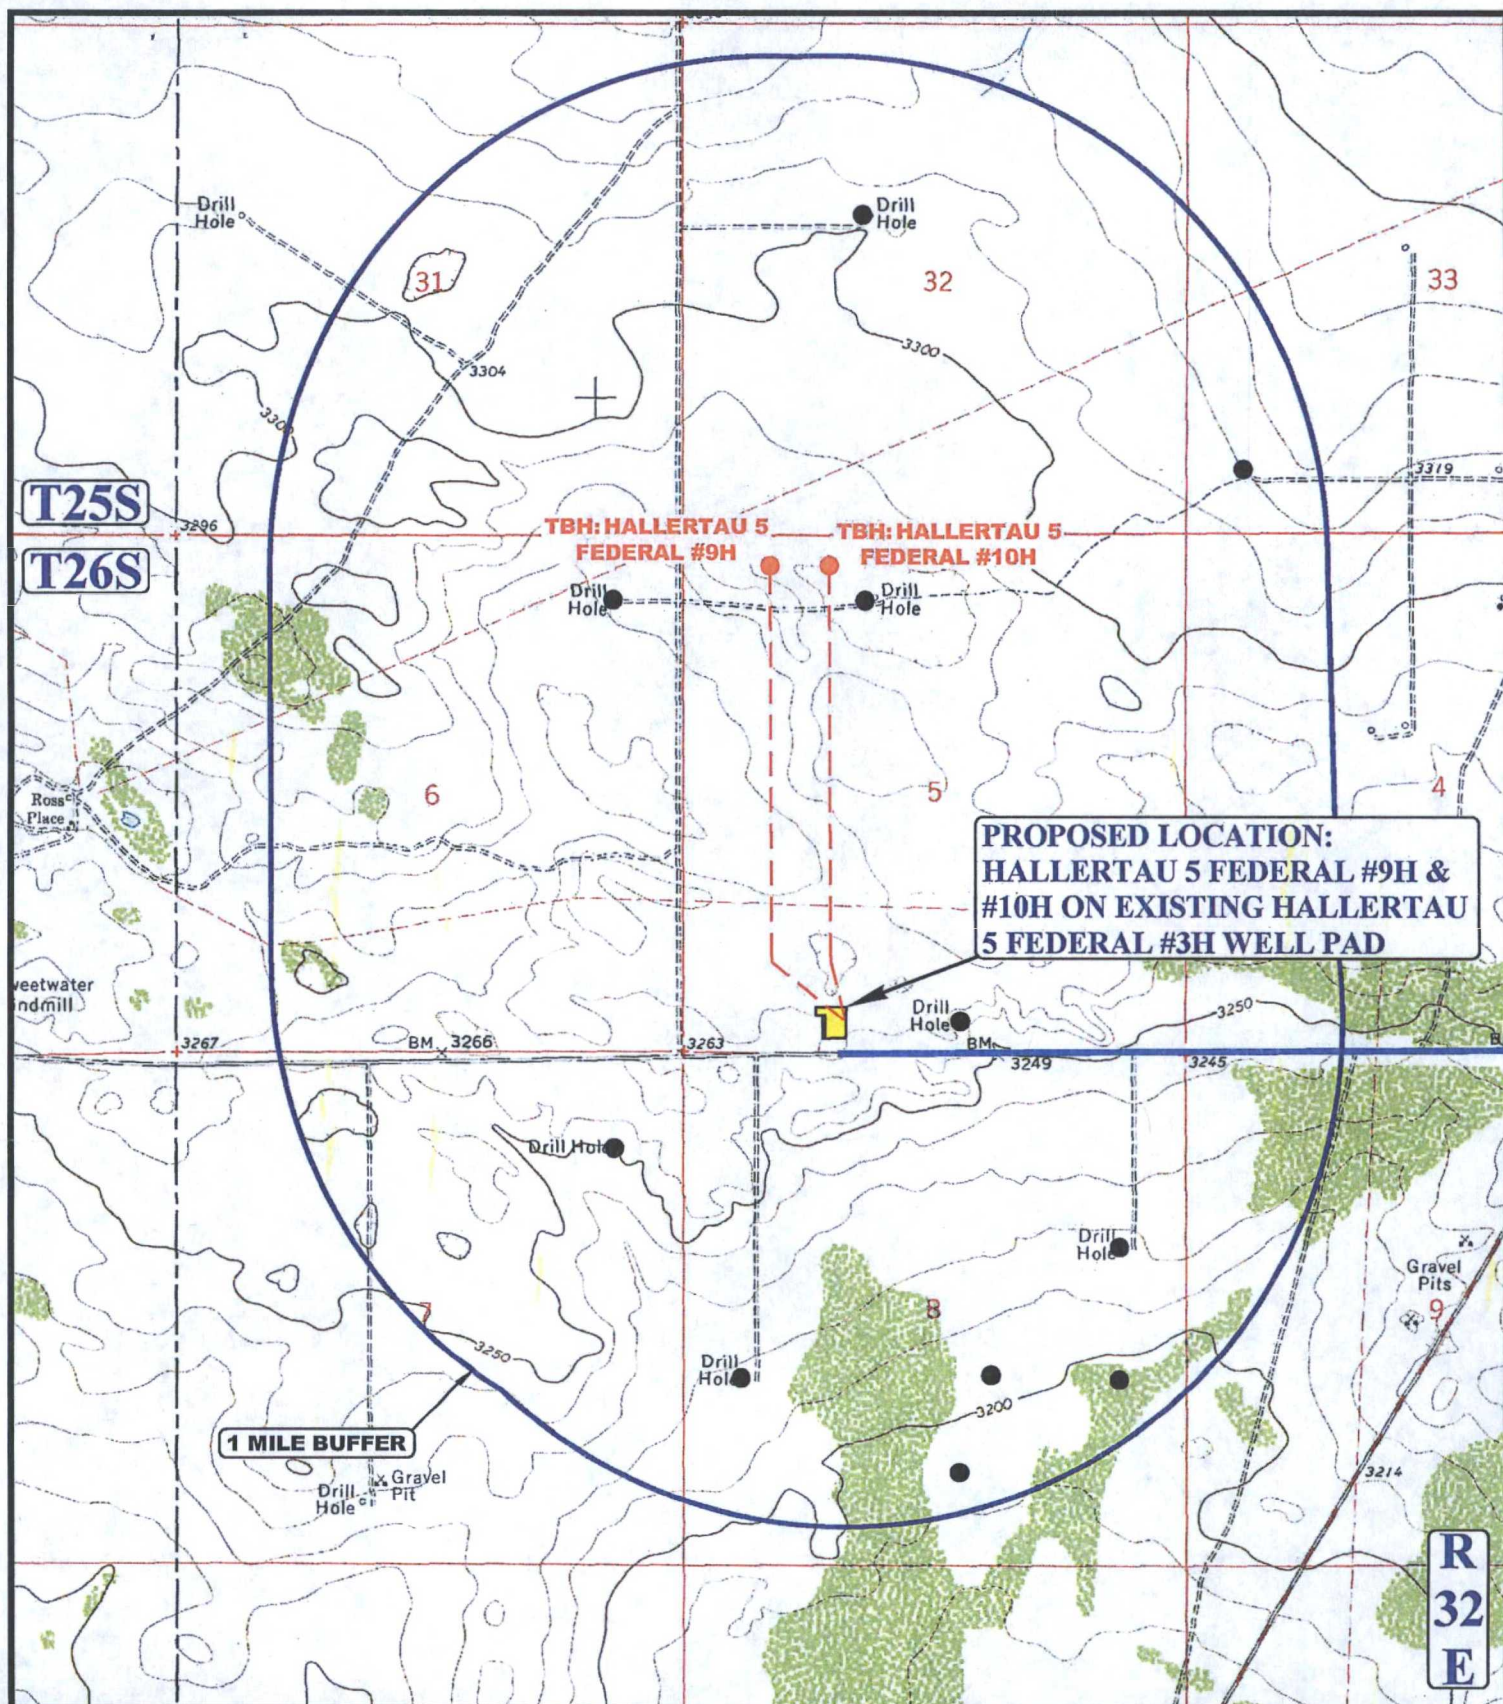 Drill
Hole
Drill
Hole
31
32
33
3300
3304
3300
3319
T25S
3296
T26S
TBH: HALLERTAU 5
FEDERAL #9H
TBH: HALLERTAU 5
FEDERAL #10H
Drill
Hole
Drill
Hole
6
5
4
Ross
Place
PROPOSED LOCATION:
HALLERTAU 5 FEDERAL #9H &
#10H ON EXISTING HALLERTAU
5 FEDERAL #3H WELL PAD
weetwater
indmill
Drill
Hole
3250
3267
BM 3266
3263
BM
3249
3245
B
Drill Hole
Drill
Hole
Gravel
Pits
7
8
9
3250
Drill
Hole
3200
1 MILE BUFFER
Gravel
Pit
Drill
Hole
3214
R
32
E